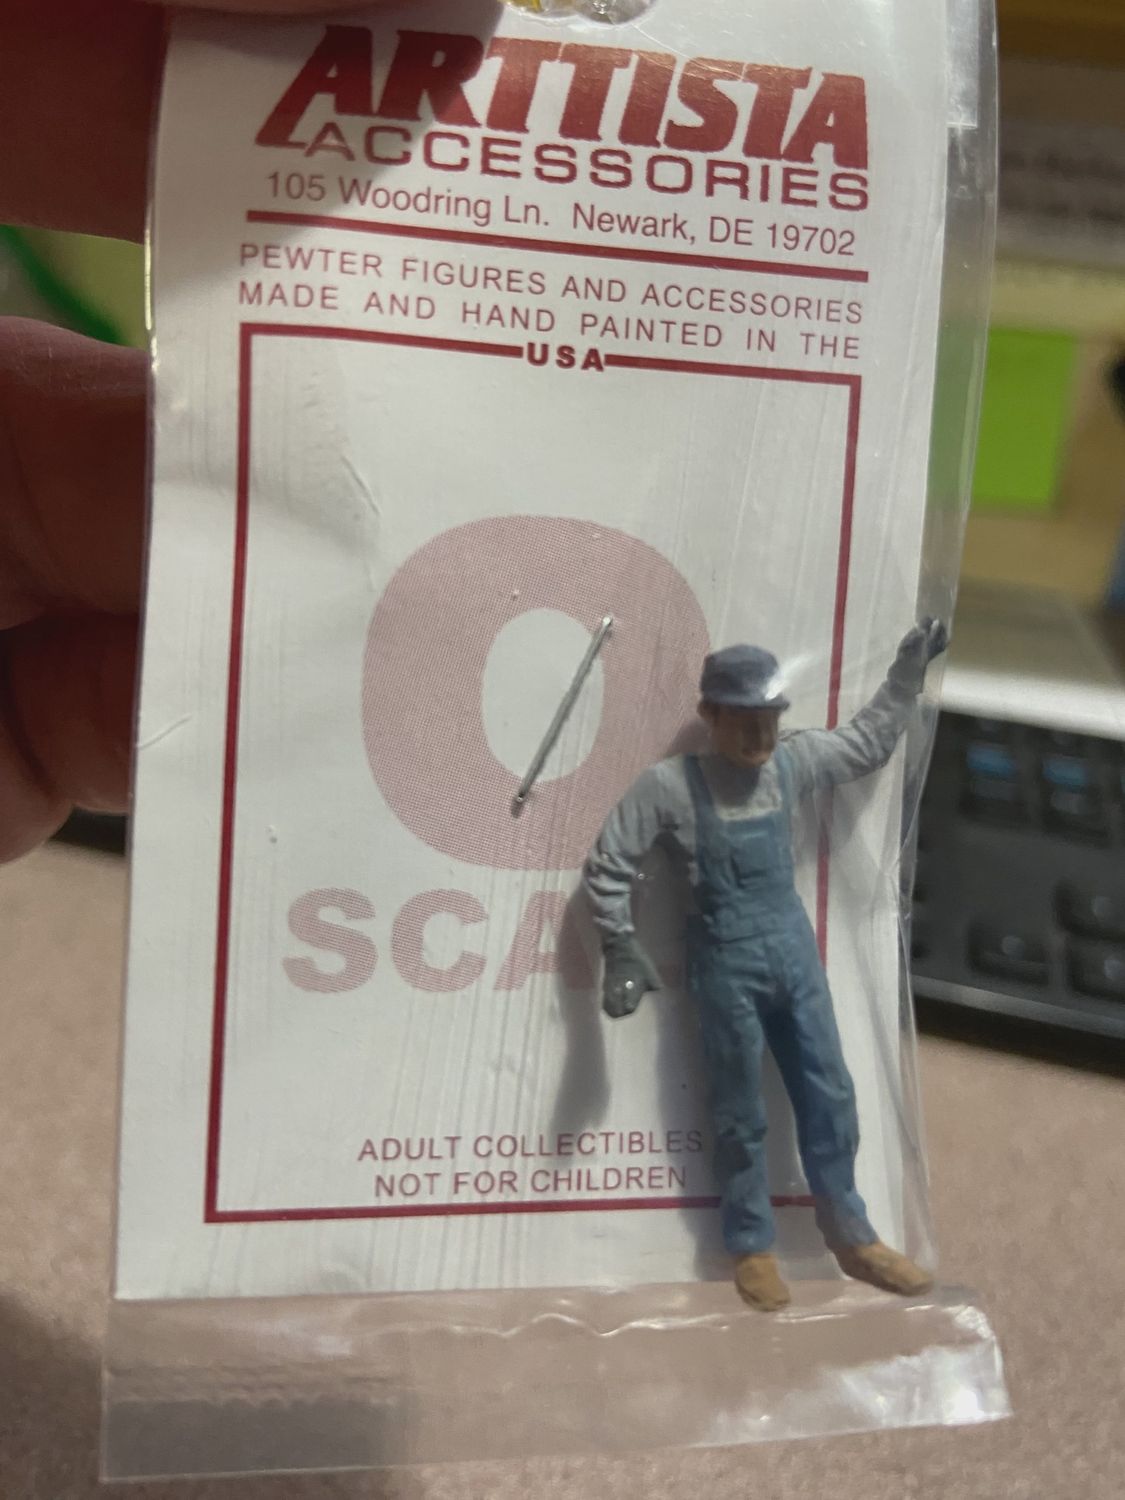 ARTTISTA
ACCESSORIES
105 Woodring Ln. Newark, DE 19702
PEWTER FIGURES AND ACCESSORIES
MADE AND HAND PAINTED IN THE
USA
O
ADULT COLLECTIBLES
NOT FOR CHILDREN